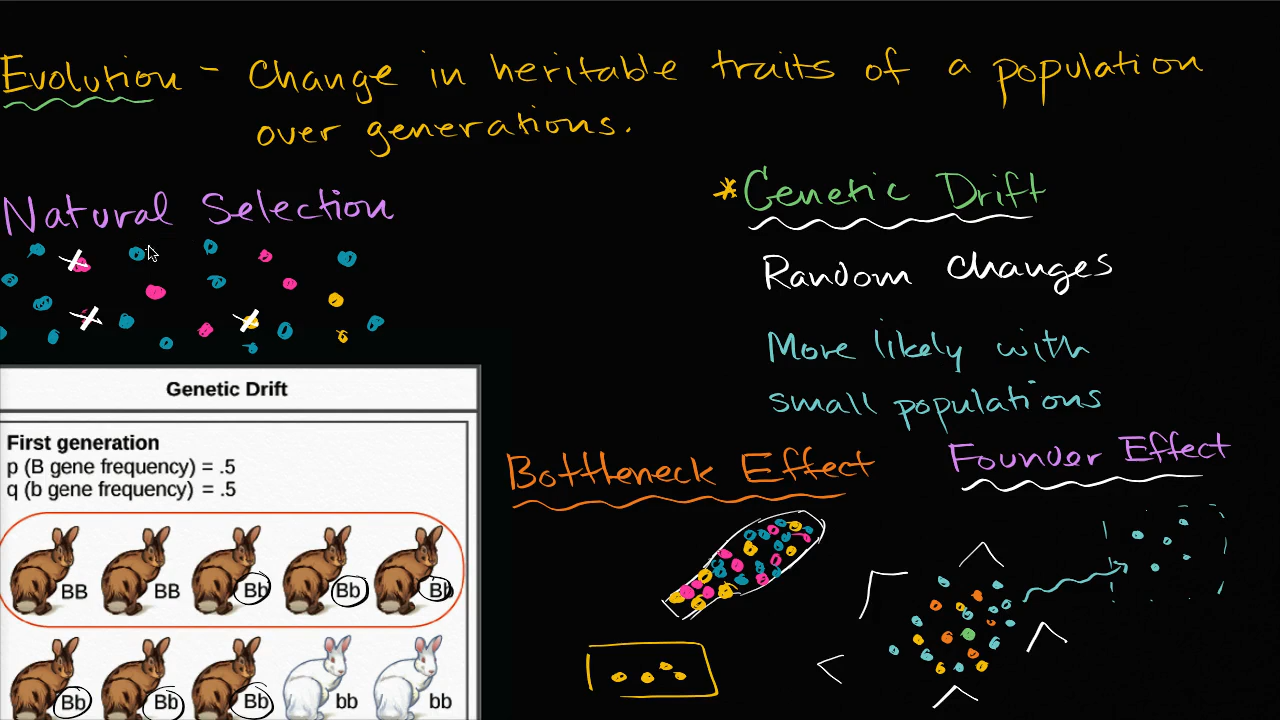 Evolution - Change in heritable traits of a population
over generations.
Natural Selection
*Genetic Drift
Random changes
More likely with
small populations
Bottleneck Effect
Founder Effect
Genetic Drift
First generation
p (B gene frequency) = .5
q (b gene frequency) = .5
BB BB Bb Bb Bb
Bb Bb Bb bb bb